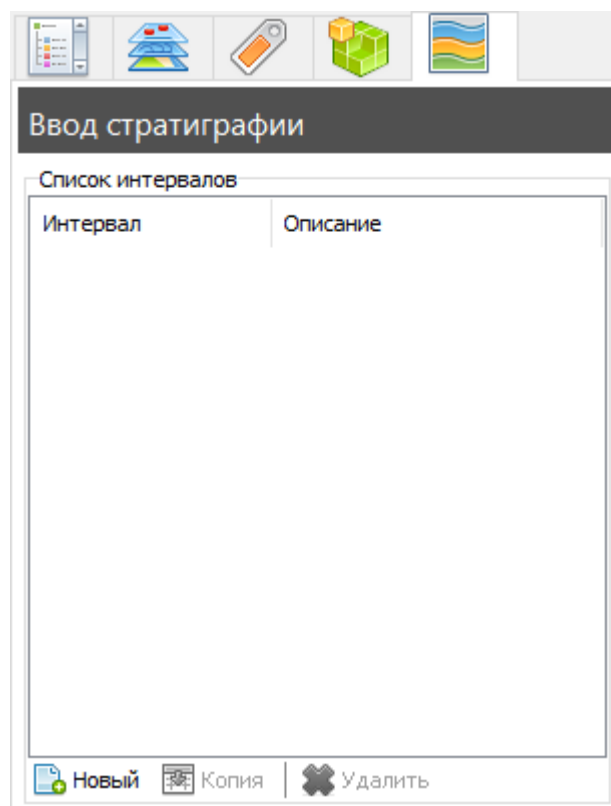 Ввод стратиграфии
Список интервалов
Интервал Описание
Новый Копия Удалить